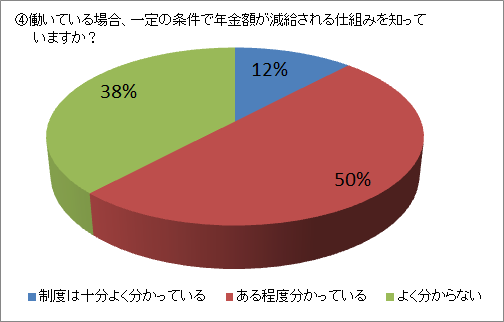 ④働いている場合、一定の条件で年金額が減給される仕組みを知って
いますか？
12%
38%
50%
制度は十分よく分かっている ある程度分かっている よく分からない